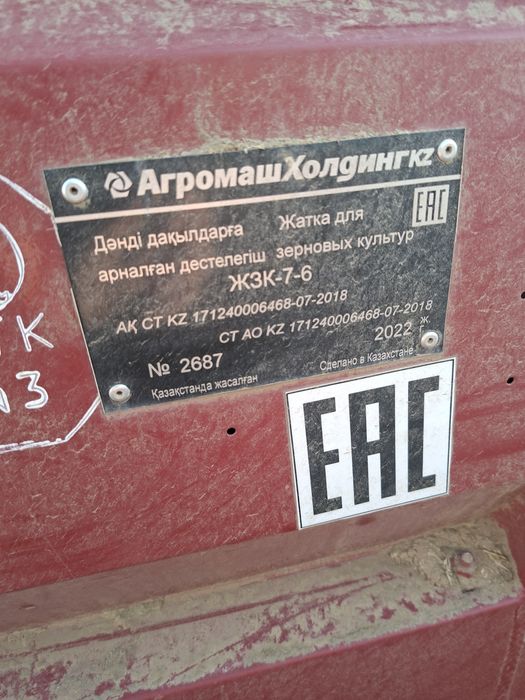 АгромашХолдингKZ
EAC
Дәнді дақылдарға Жатка для
арналған дестелегіш зерновых культур
ЖЗК-7-6
АҚ СТ KZ 171240006468-07-2018
СТ АО KZ 171240006468-07-2018
№ 2687 2022 ж.
Қазақстанда жасалған Сделано в Казахстане
EAC
К